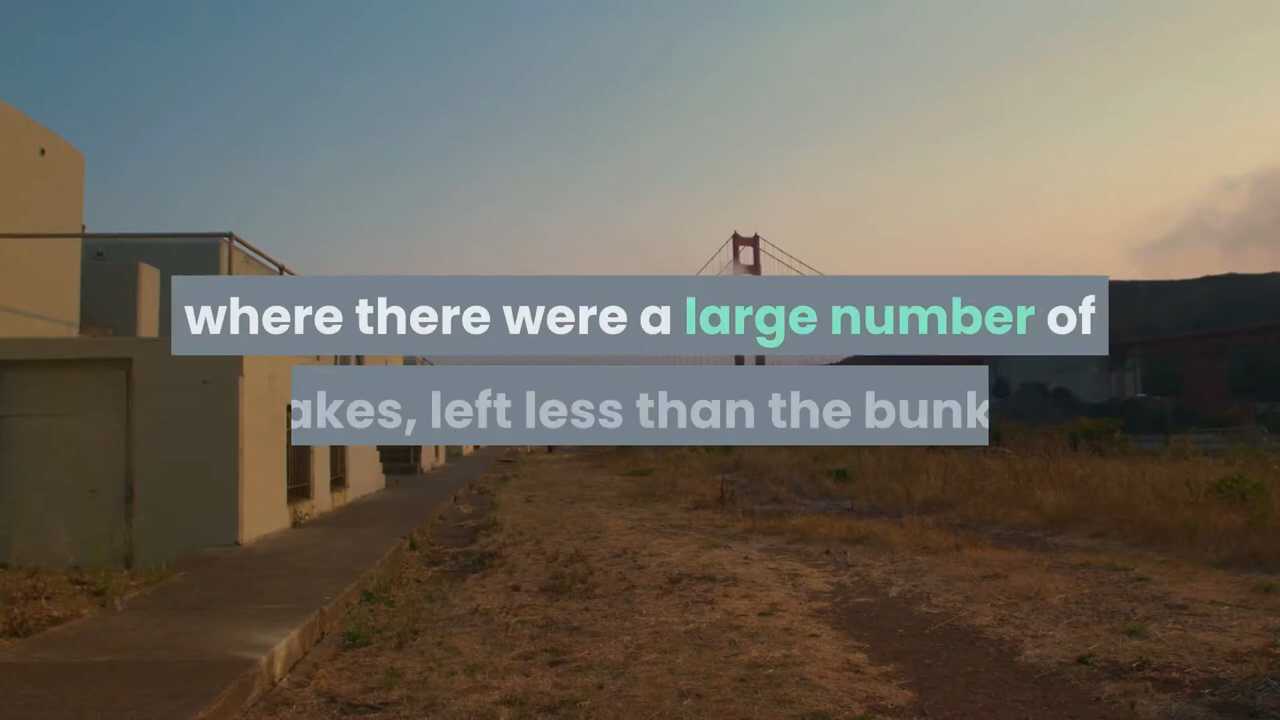 where there were a large number of
akes, left less than the bunk